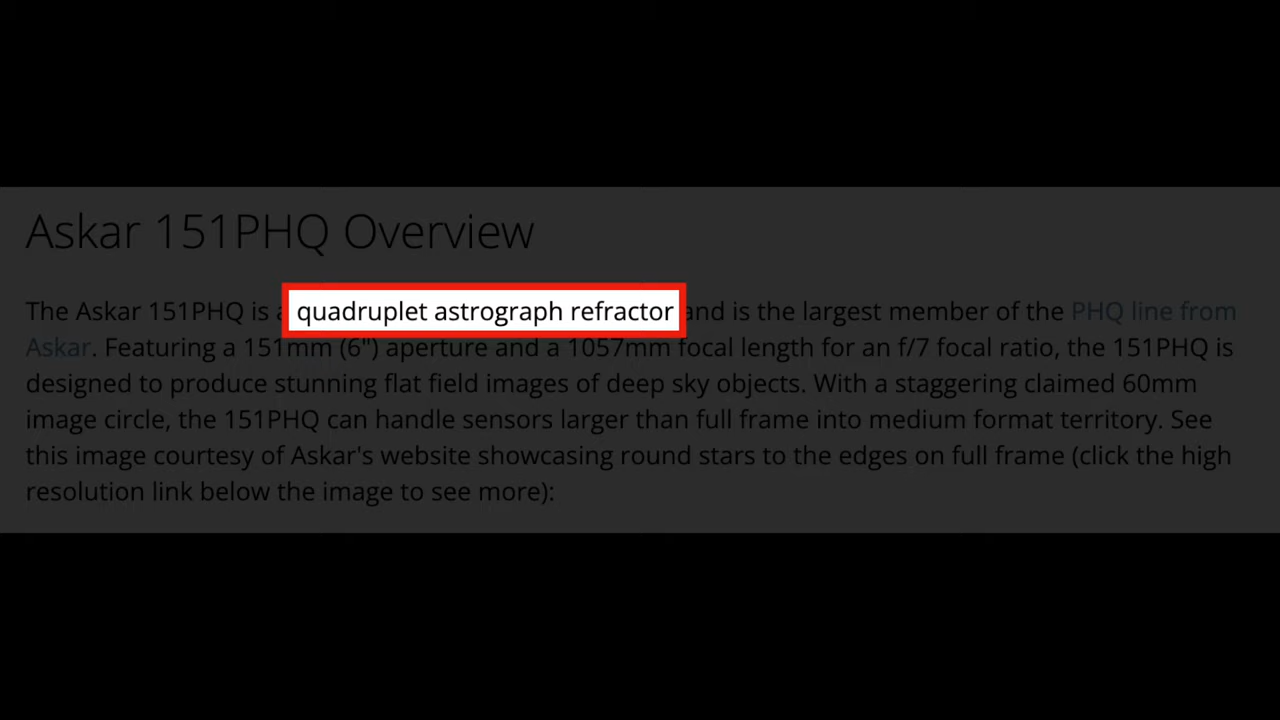 Askar 151PHQ Overview
The Askar 151PHQ is a quadruplet astrograph refractor and is the largest member of the PHQ line from
Askar. Featuring a 151mm (6") aperture and a 1057mm focal length for an f/7 focal ratio, the 151PHQ is
designed to produce stunning flat field images of deep sky objects. With a staggering claimed 60mm
image circle, the 151PHQ can handle sensors larger than full frame into medium format territory. See
this image courtesy of Askar's website showcasing round stars to the edges on full frame (click the high
resolution link below the image to see more):